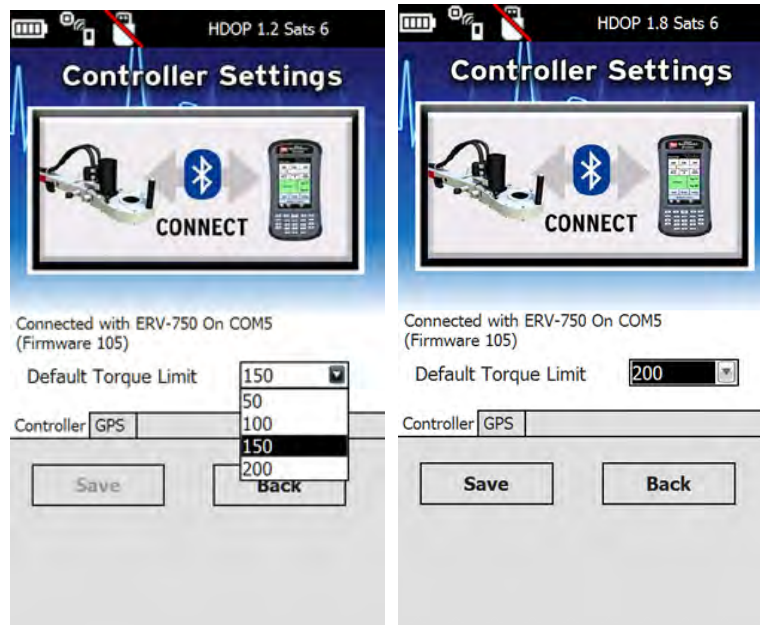 HDOP 1.2 Sats 6
Controller Settings
CONNECT
Connected with ERV-750 On COM5
(Firmware 105)
Default Torque Limit 150
50
100
150
200
Controller GPS
Save Back
HDOP 1.8 Sats 6
Controller Settings
CONNECT
Connected with ERV-750 On COM5
(Firmware 105)
Default Torque Limit 200
Controller GPS
Save Back